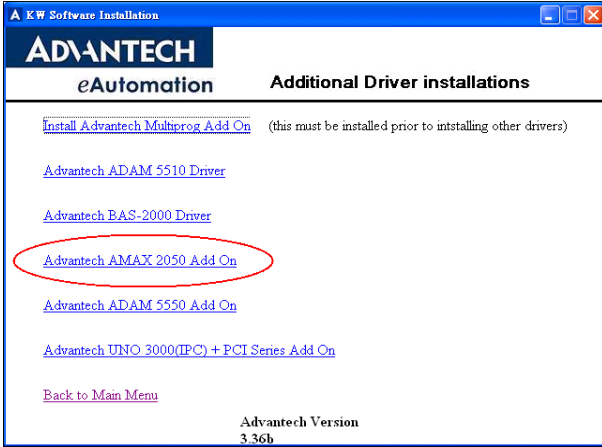 KW Software Installation
ADVANTECH
eAutomation
Additional Driver installations
Install Advantech Multiprog Add On (this must be installed prior to intstalling other drivers)
Advantech ADAM 5510 Driver
Advantech BAS-2000 Driver
Advantech AMAX 2050 Add On
Advantech ADAM 5550 Add On
Advantech UNO 3000(IPC) + PCI Series Add On
Back to Main Menu
Advantech Version
3.36b